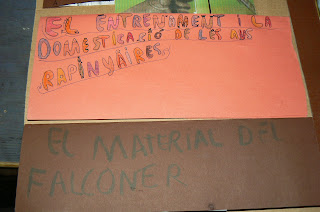 EL ENTRENAMENT I LA
DOMESTICACIÓ DE LES AUS
RAPINYAIRES
EL MATERIAL DEL
FALCONER